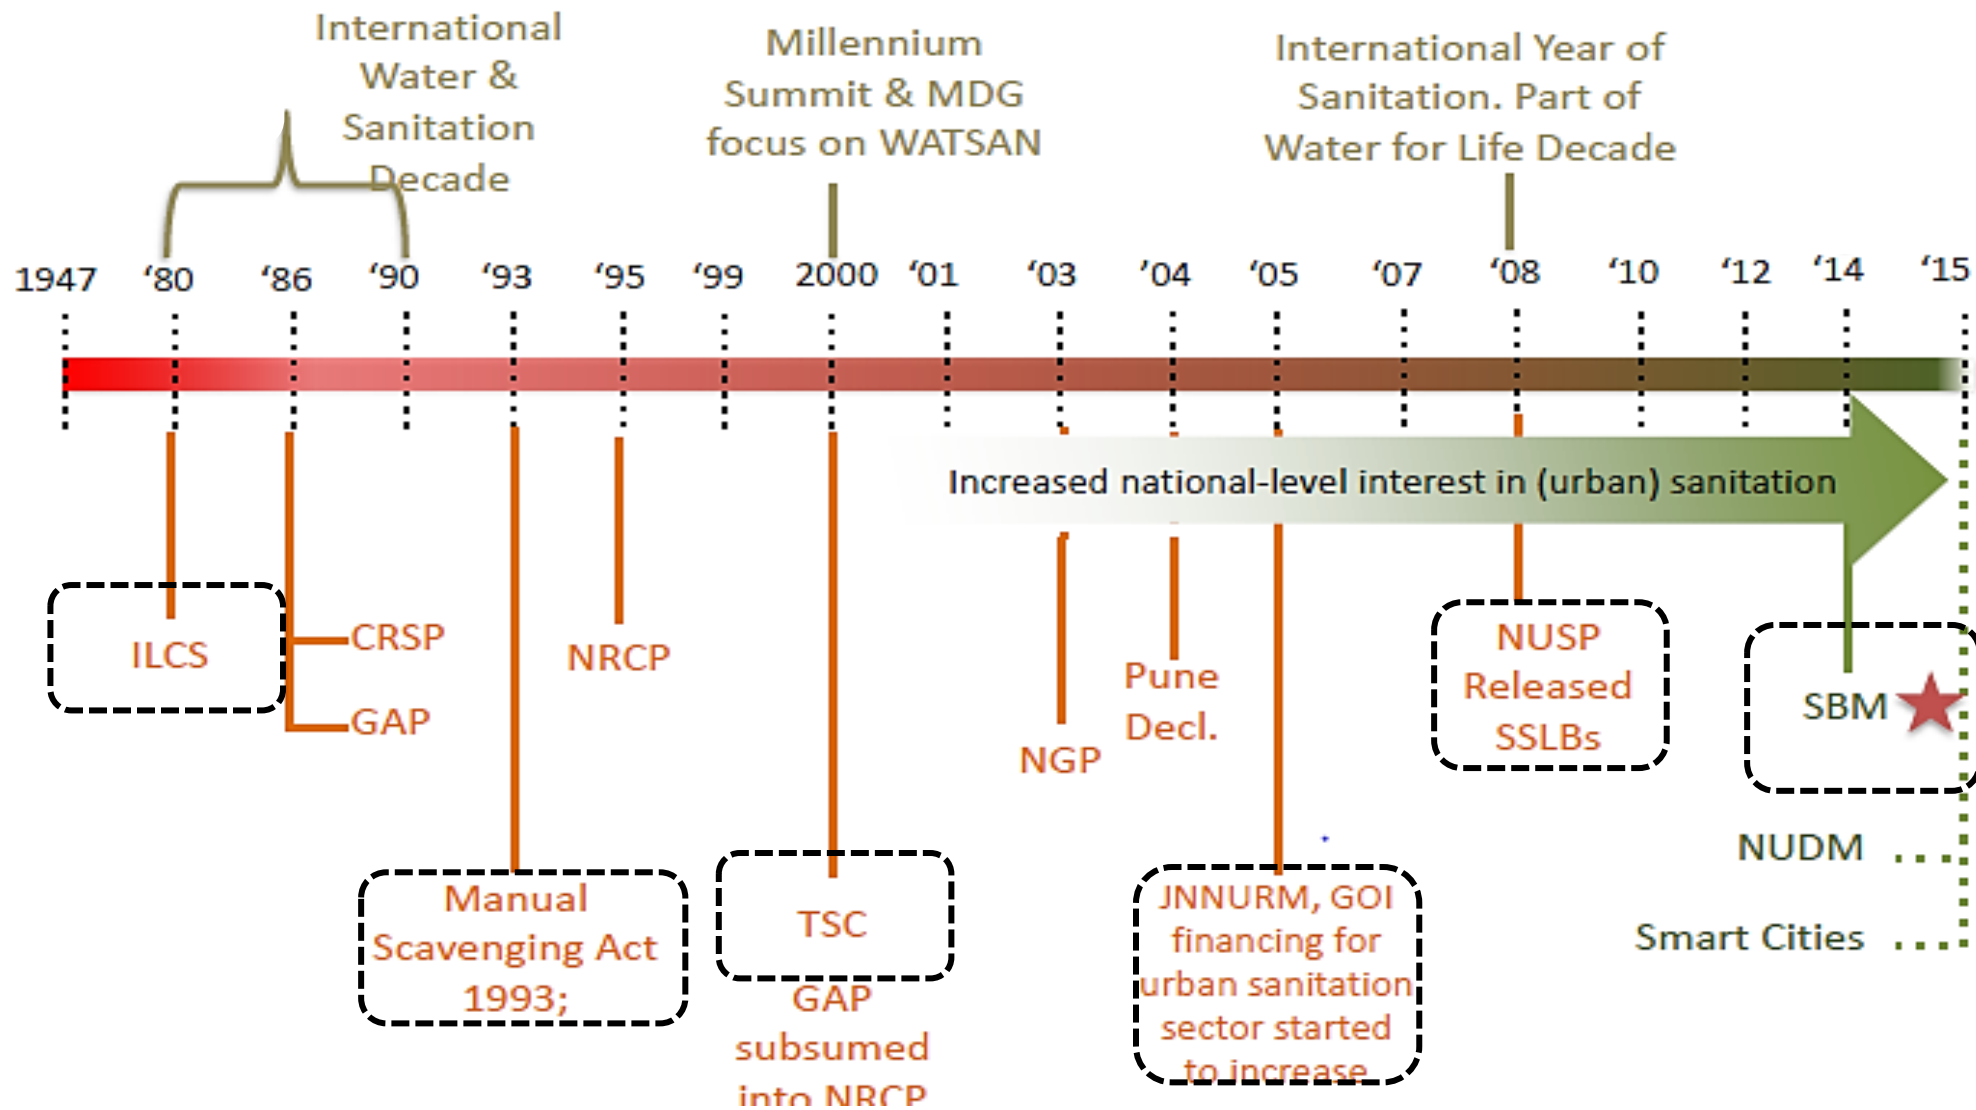 International
Water &
Sanitation
Decade
Millennium
Summit & MDG
focus on WATSAN
International Year of
Sanitation. Part of
Water for Life Decade
1947 ‘80 ‘86 ‘90 ‘93 ‘95 ‘99 2000 ‘01 ‘03 ’04 ‘05 ‘07 ‘08 ‘10 ‘12 ‘14 ‘15
Increased national-level interest in (urban) sanitation
ILCS
CRSP
GAP
Manual
Scavenging Act
1993;
NRCP
TSC
GAP
subsumed
into NRCP
NGP
Pune
Decl.
JNNURM, GOI
financing for
urban sanitation
sector started
to increase
NUSP
Released
SSLBs
SBM
NUDM
Smart Cities